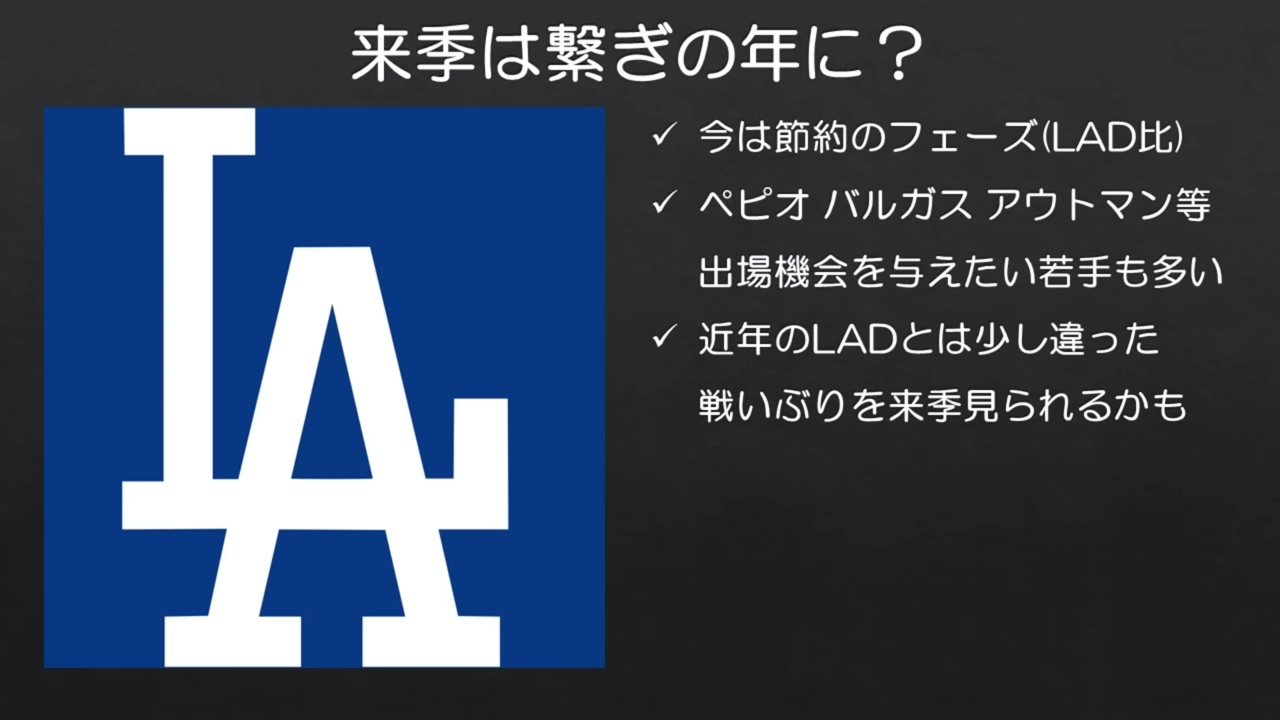 来季は繋ぎの年に？
LA
✓ 今は節約のフェーズ(LAD比)
✓ ペピオ バルガス アウトマン等
出場機会を与えたい若手も多い
✓ 近年のLADとは少し違った
戦いぶりを来季見られるかも